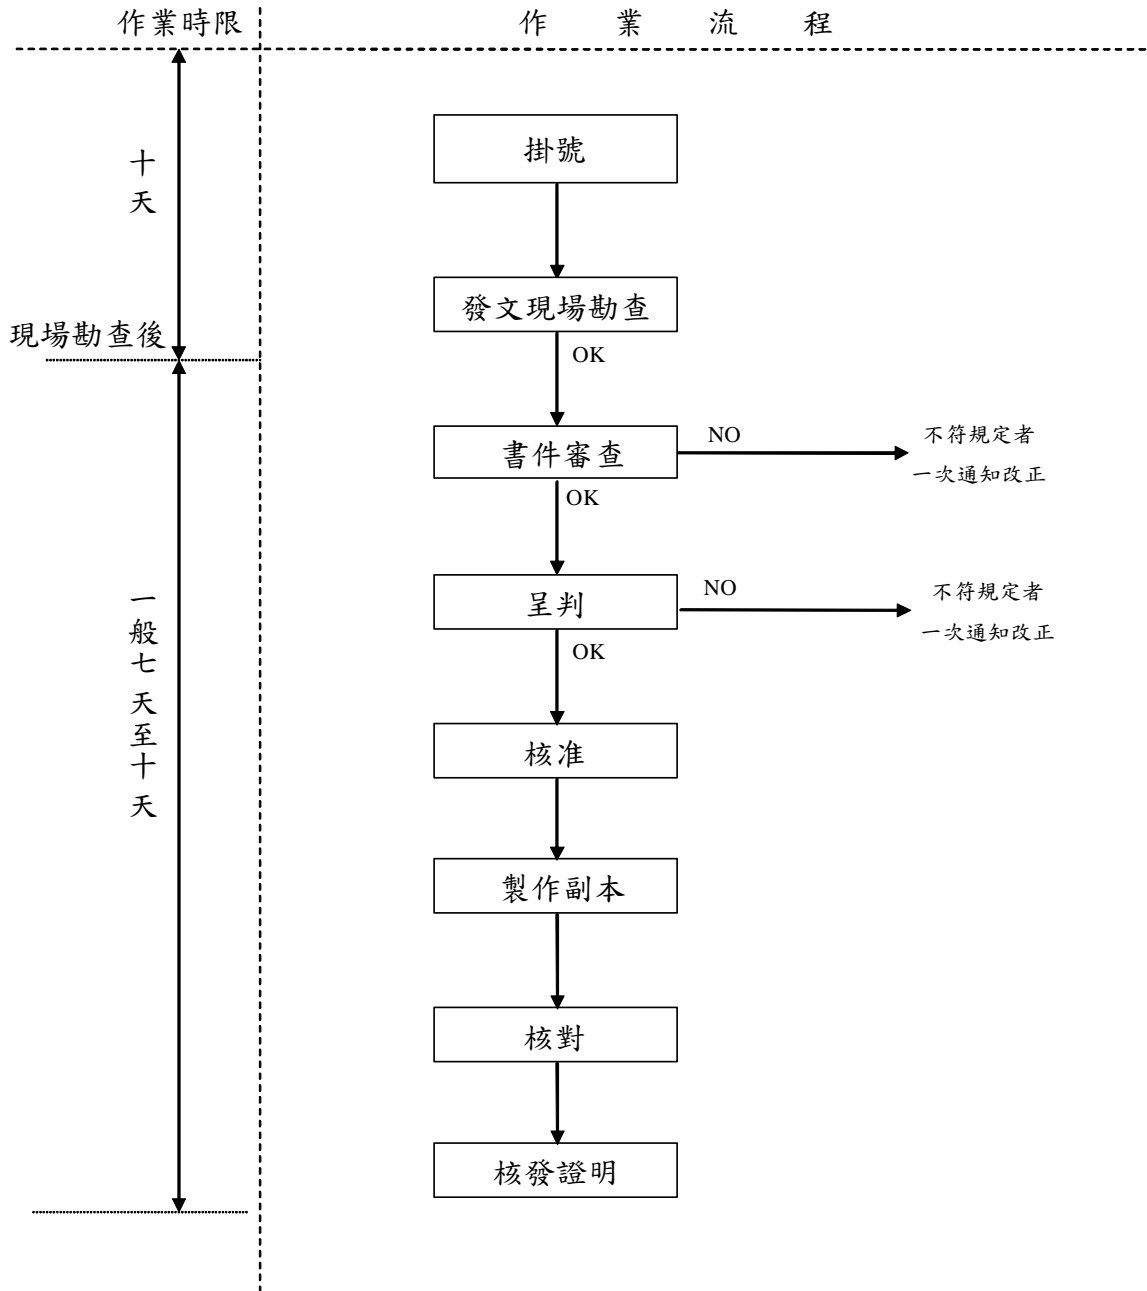 作業時限
作業流程
十天
掛號
發文現場勘查
現場勘查後
OK
書件審查
NO
不符規定者
一次通知改正
OK
呈判
NO
不符規定者
一次通知改正
OK
一般七天至十天
核准
製作副本
核對
核發證明